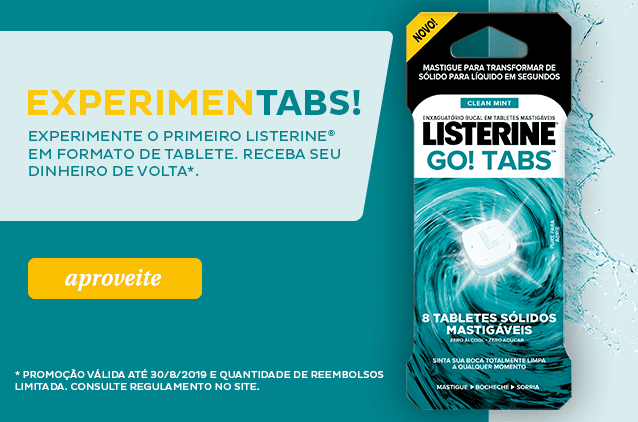 EXPERIMENTABS!
EXPERIMENTE O PRIMEIRO LISTERINE®
EM FORMATO DE TABLETE. RECEBA SEU
DINHEIRO DE VOLTA*.
aproveite
* PROMOÇÃO VÁLIDA ATÉ 30/8/2019 E QUANTIDADE DE REEMBOLSOS
LIMITADA. CONSULTE REGULAMENTO NO SITE.
NOVO!
MASTIGUE PARA TRANSFORMAR DE
SÓLIDO PARA LÍQUIDO EM SEGUNDOS
CLEAN MINT
ENXAGUATÓRIO BUCAL EM TABLETES MASTIGÁVEIS
LISTERINE®
GO! TABS™
L
PUXE PARA
ABRIR
8 TABLETES SÓLIDOS
MASTIGÁVEIS
ZERO ÁLCOOL • ZERO AÇÚCAR
SINTA SUA BOCA TOTALMENTE LIMPA
A QUALQUER MOMENTO
MASTIGUE > BOCHECHE > SORRIA